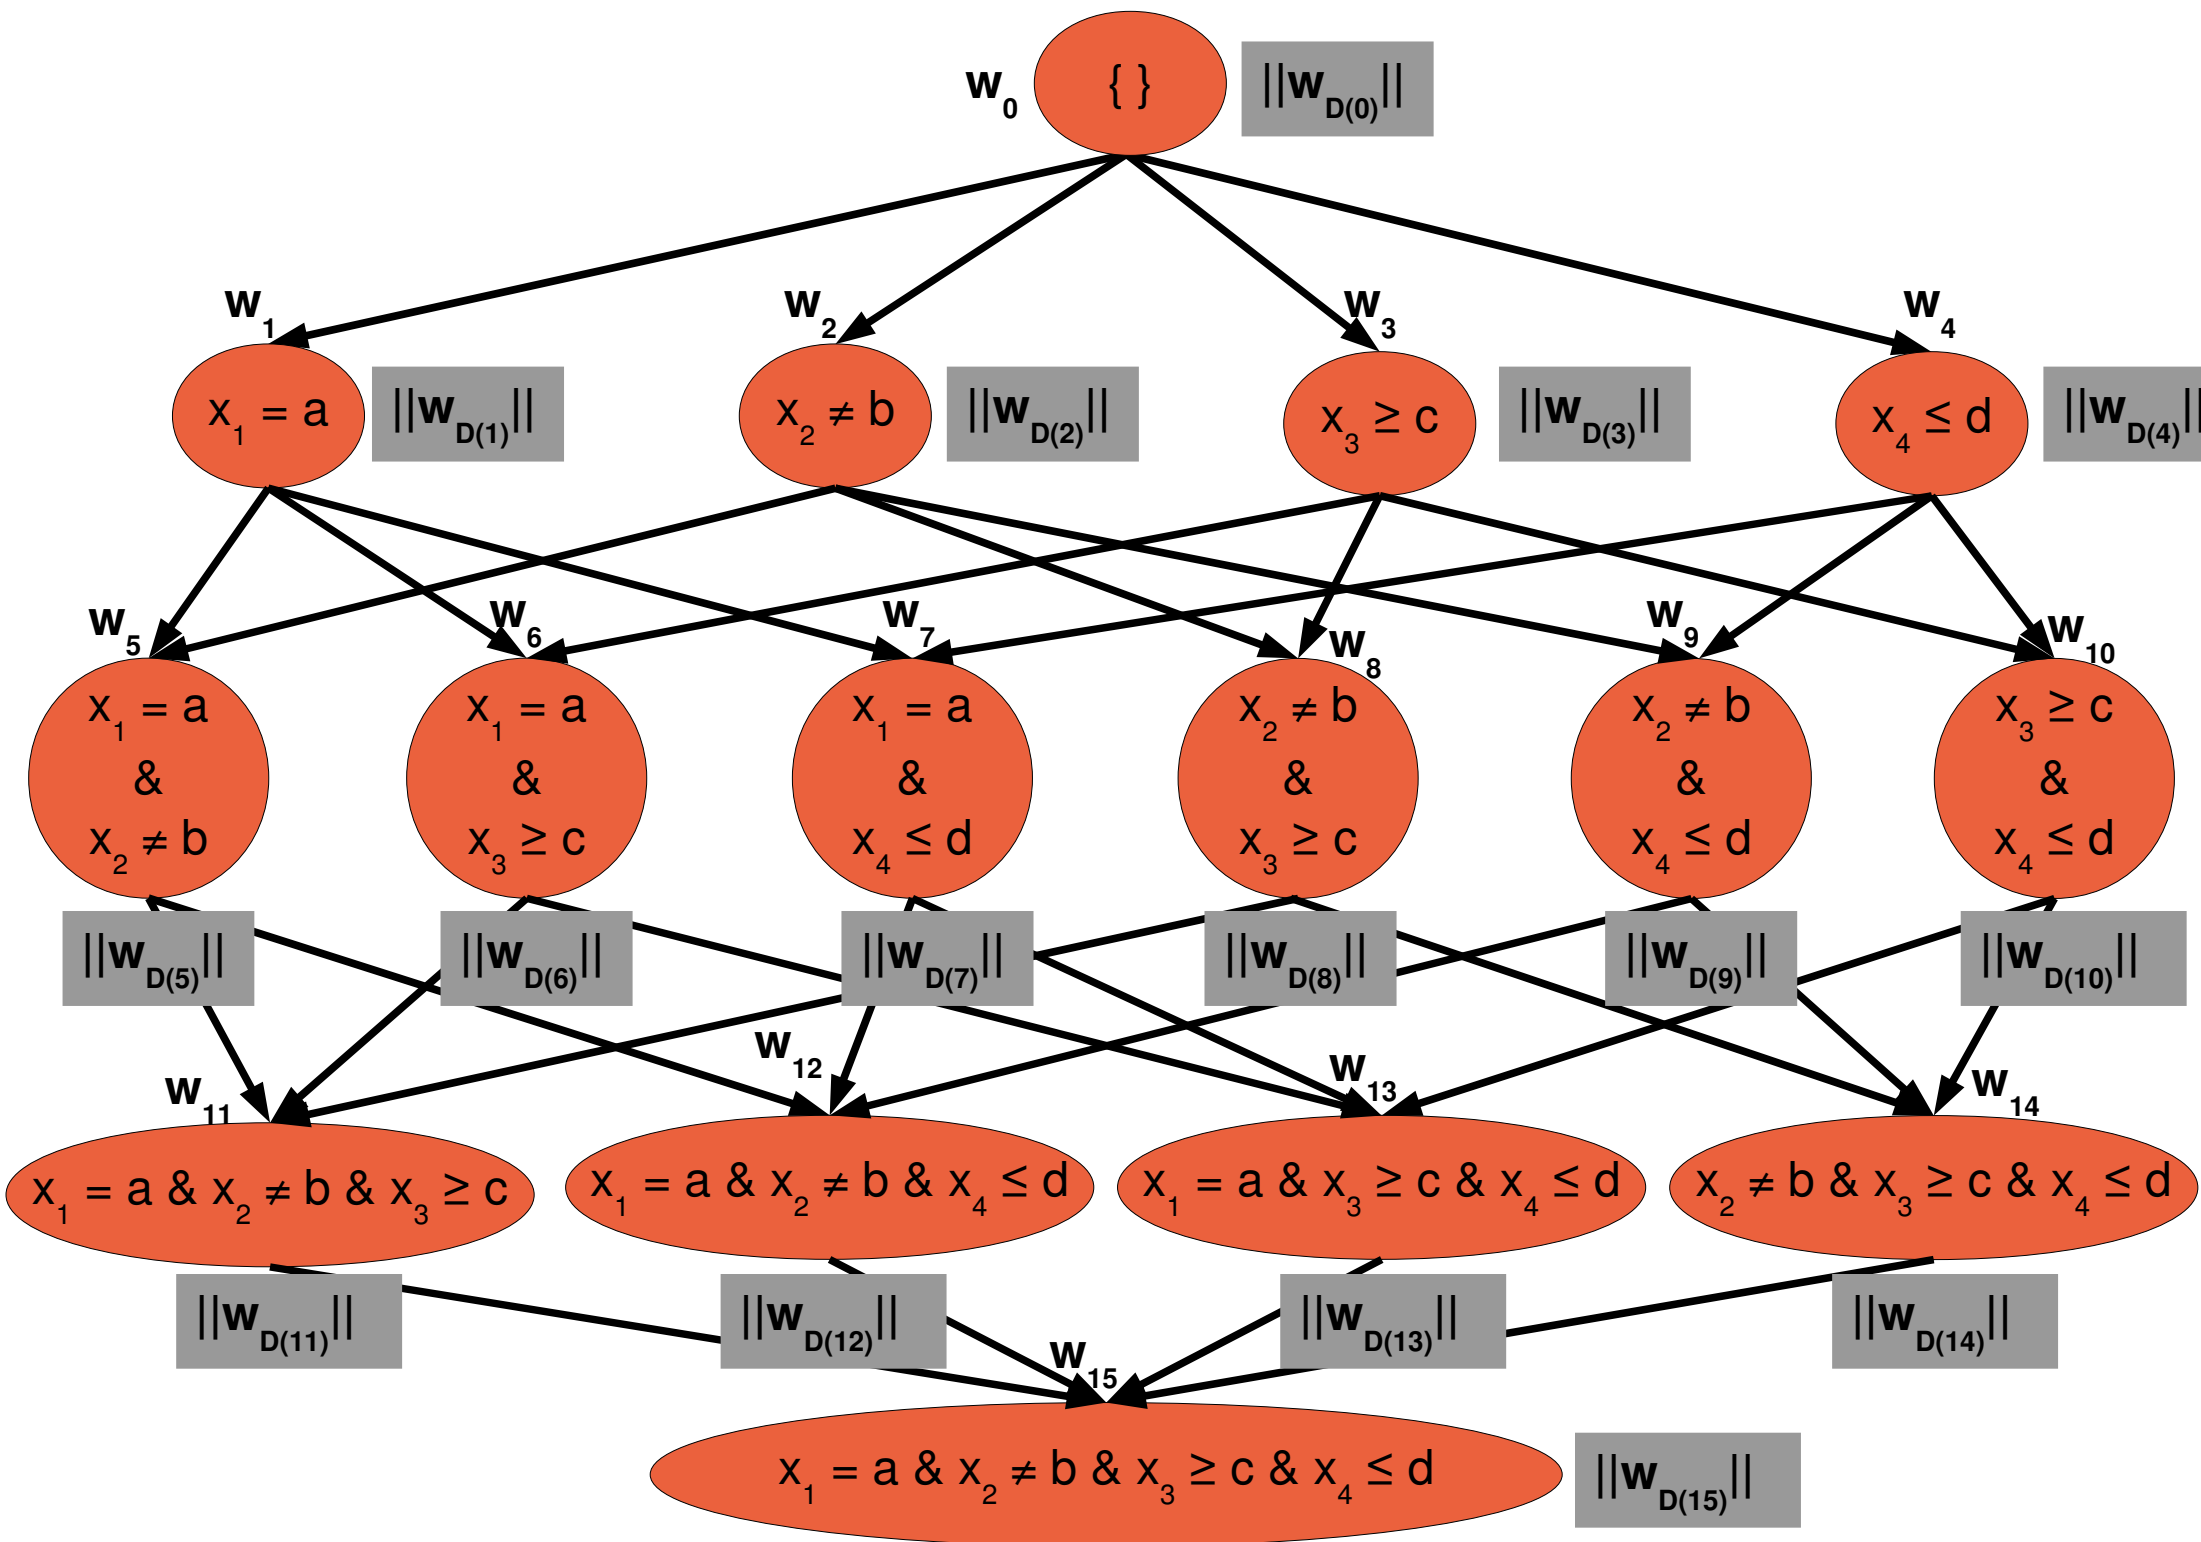 w0 { } ||wD(0)||
w1 w2 w3 w4
x1 = a ||wD(1)|| x2 ≠ b ||wD(2)|| x3 ≥ c ||wD(3)|| x4 ≤ d ||wD(4)||
w5 w6 w7 w8 w9 w10
x1 = a x1 = a x1 = a x2 ≠ b x2 ≠ b x3 ≥ c
& & & & & &
x2 ≠ b x3 ≥ c x4 ≤ d x3 ≥ c x4 ≤ d x4 ≤ d
||wD(5)|| ||wD(6)|| ||wD(7)|| ||wD(8)|| ||wD(9)|| ||wD(10)||
w11 w12 w13 w14
x1 = a & x2 ≠ b & x3 ≥ c x1 = a & x2 ≠ b & x4 ≤ d x1 = a & x3 ≥ c & x4 ≤ d x2 ≠ b & x3 ≥ c & x4 ≤ d
||wD(11)|| ||wD(12)|| ||wD(13)|| ||wD(14)||
w15
x1 = a & x2 ≠ b & x3 ≥ c & x4 ≤ d ||wD(15)||